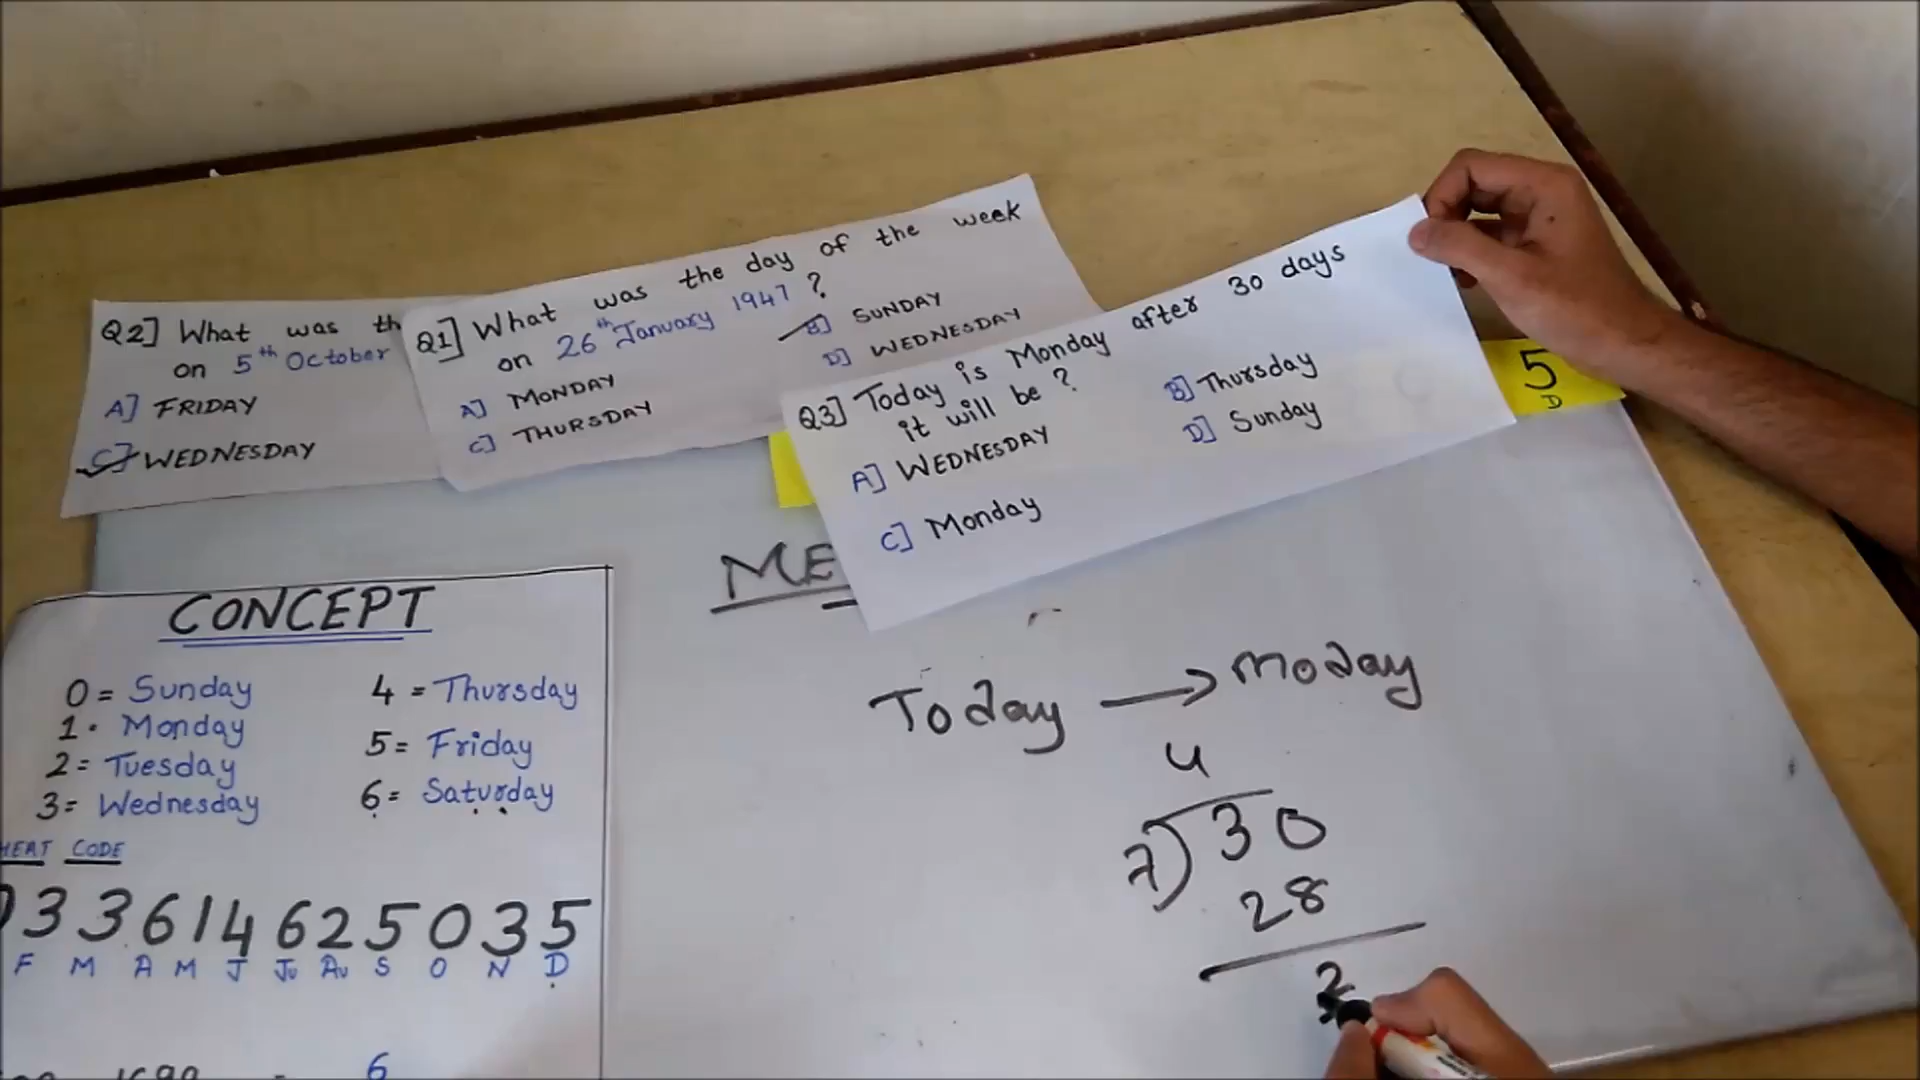 Q2] What was th
on 5th October
A] FRIDAY
C] WEDNESDAY
Q1] What was the day of the week
on 26th January 1947 ?
A] MONDAY
B] SUNDAY
C] THURSDAY
D] WEDNESDAY
Q3] Today is Monday after 30 days
it will be ?
A] WEDNESDAY
B] Thursday
C] Monday
D] Sunday
5
D
ME
CONCEPT
0 = Sunday
1. Monday
2 = Tuesday
3 = Wednesday
4 = Thursday
5 = Friday
6 = Saturday
HEAT CODE
3 3 6 1 4 6 2 5 0 3 5
F M A M J Ju Au S O N D
6
Today → Moday
4
7) 30
28
2